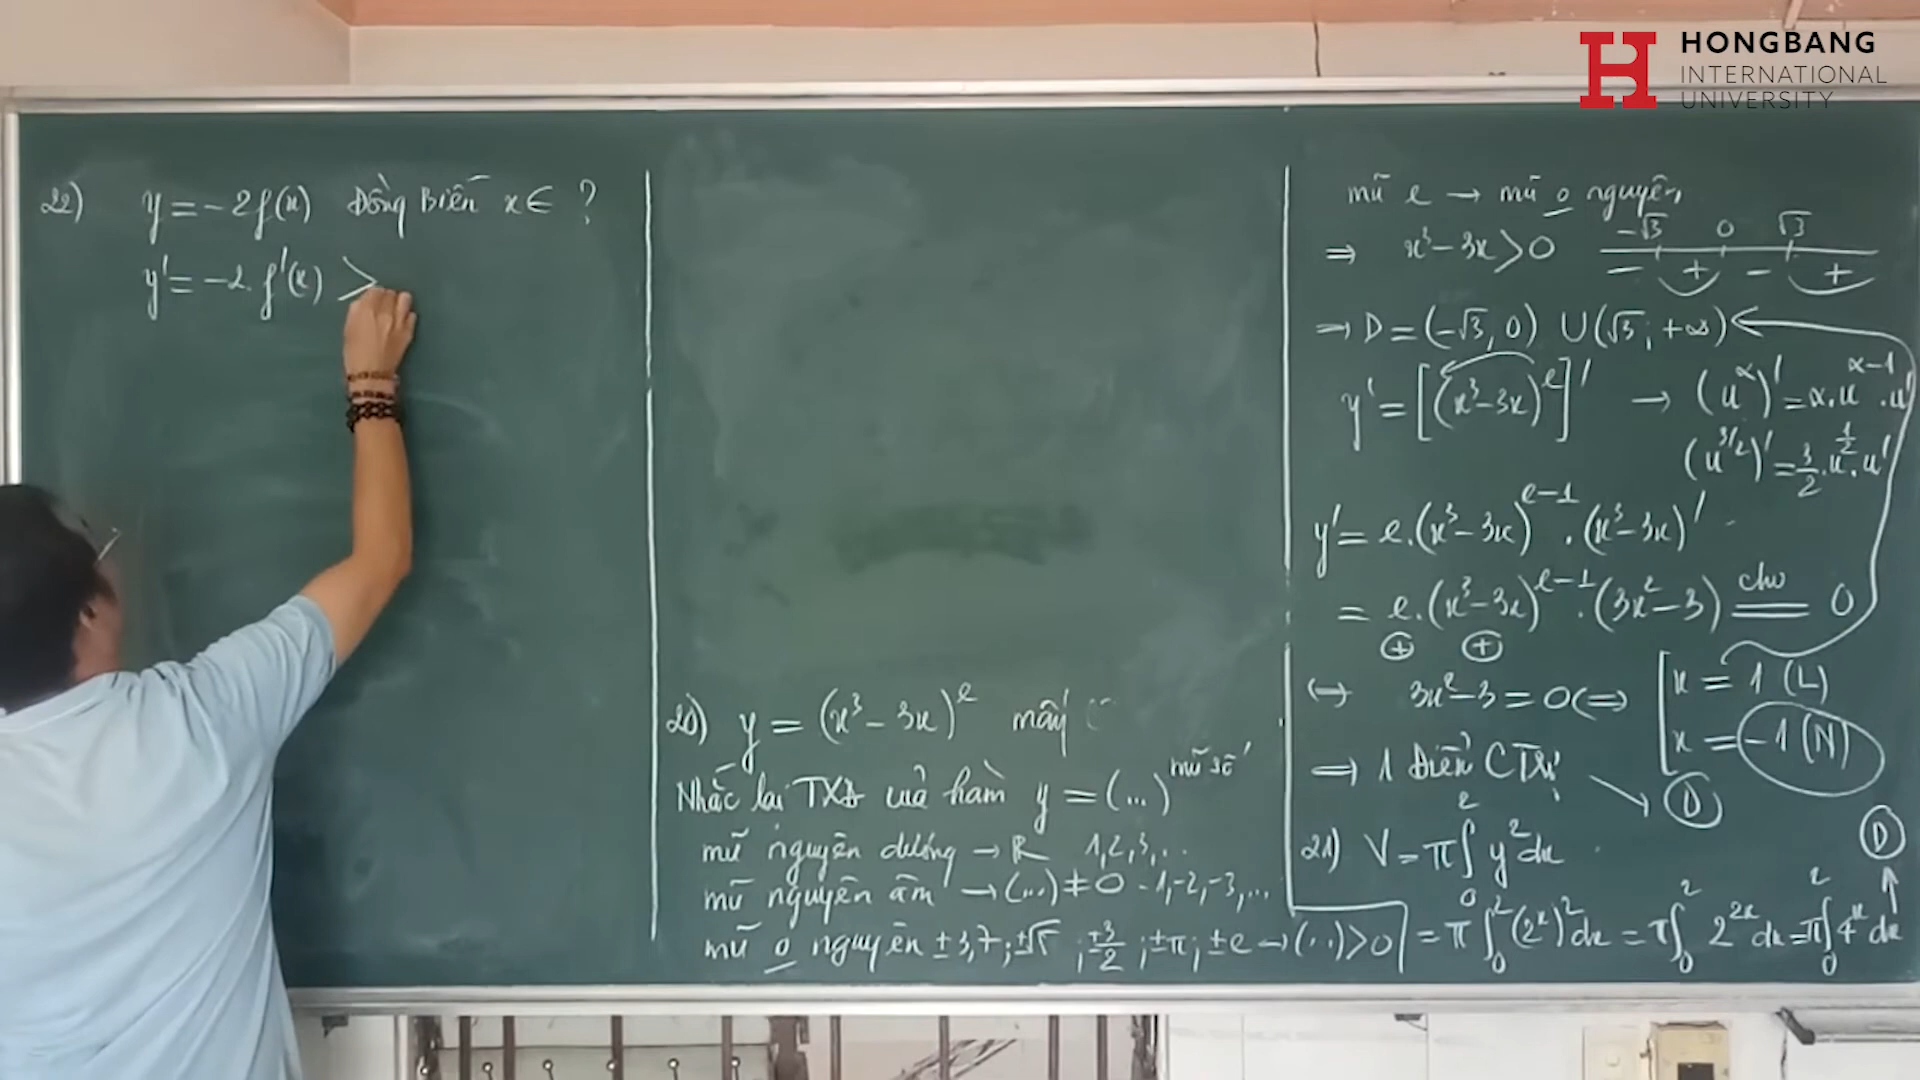 HONGBANG
INTERNATIONAL
UNIVERSITY
22) y = -2f(x) Đồng Biến x ∈ ?
y' = -2.f'(x) >
20) y = (x³ - 3x)^e mấy
Nhắc lại TXĐ của hàm y = (...)^mũ số
mũ nguyên dương → R 1,2,3,...
mũ nguyên âm → (...) ≠ 0 -1,-2,-3,...
mũ o nguyên ±3,7; ±√5; ±3/2; ±π; ±e → (..) > 0
mũ e → mũ o nguyên
⇒ x³ - 3x > 0
-√3 0 √3
- + - +
⇒ D = (-√3, 0) ∪ (√3; +∞)
y' = [(x³-3x)^e]' → (u^α)' = α.u^(α-1).u'
(u^(3/2))' = 3/2.u^(1/2).u'
y' = e.(x³-3x)^(e-1).(x³-3x)'
= e.(x³-3x)^(e-1).(3x²-3) cho = 0
+ +
⇔ 3x²-3 = 0 ⇔ [x = 1 (L)
x = -1 (N)
⇒ 1 Điểm CTrị D
21) V = π∫₀² y²dx
D
= π∫₀² (2^x)²dx = π∫₀² 2^(2x) dx = π∫₀² 4^x dx